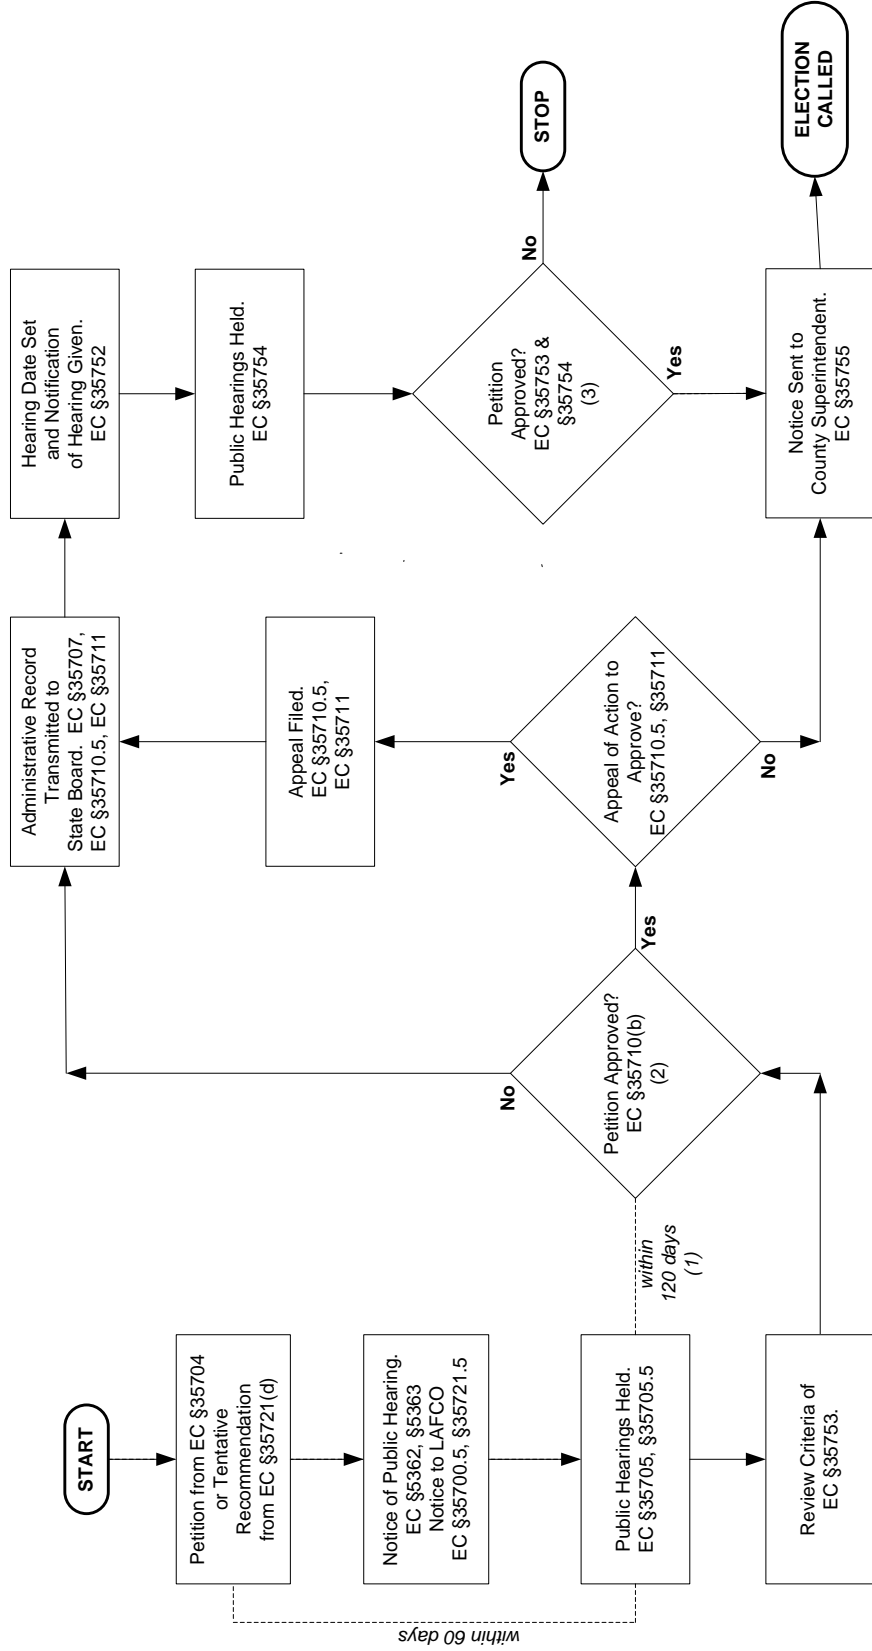 START
Petition from EC §35704
or Tentative
Recommendation
from EC §35721(d)
within 60 days
Notice of Public Hearing.
EC §5362, §5363
Notice to LAFCO
EC §35700.5, §35721.5
Public Hearings Held.
EC §35705, §35705.5
within
120 days
(1)
Review Criteria of
EC §35753.
Petition Approved?
EC §35710(b)
(2)
No
Yes
Appeal of Action to
Approve?
EC §35710.5, §35711
Yes
No
Appeal Filed.
EC §35710.5,
EC §35711
Administrative Record
Transmitted to
State Board. EC §35707,
EC §35710.5, EC §35711
Hearing Date Set
and Notification
of Hearing Given.
EC §35752
Public Hearings Held.
EC §35754
Petition
Approved?
EC §35753 &
§35754
(3)
No
STOP
Yes
Notice Sent to
County Superintendent.
EC §35755
ELECTION
CALLED